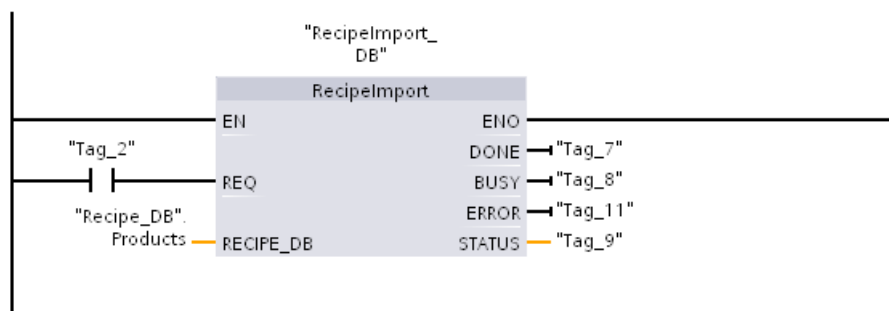 "RecipeImport_
DB"
RecipeImport
EN
ENO
"Tag_2"
DONE
"Tag_7"
REQ
BUSY
"Tag_8"
"Recipe_DB".
ERROR
"Tag_11"
Products
RECIPE_DB
STATUS
"Tag_9"